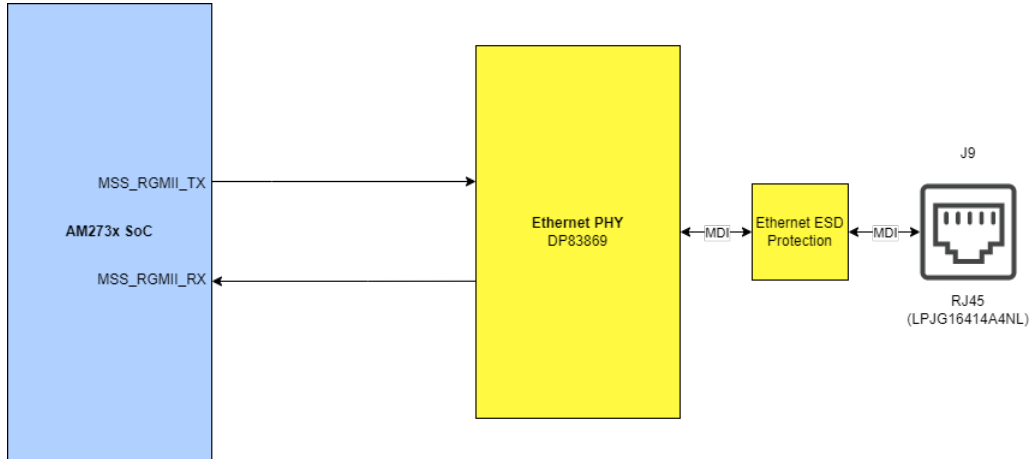 MSS_RGMII_TX
AM273x SoC
MSS_RGMII_RX
Ethernet PHY
DP83869
MDI
Ethernet ESD
Protection
MDI
J9
RJ45
(LPJG16414A4NL)